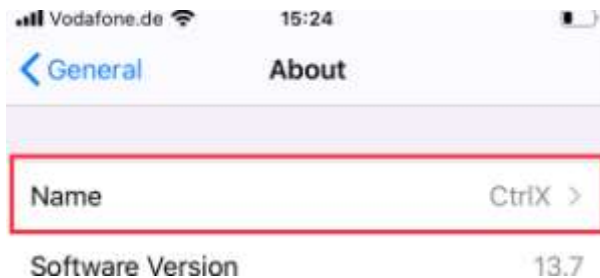 Vodafone.de 15:24
General About
Name CtrlX
Software Version 13.7